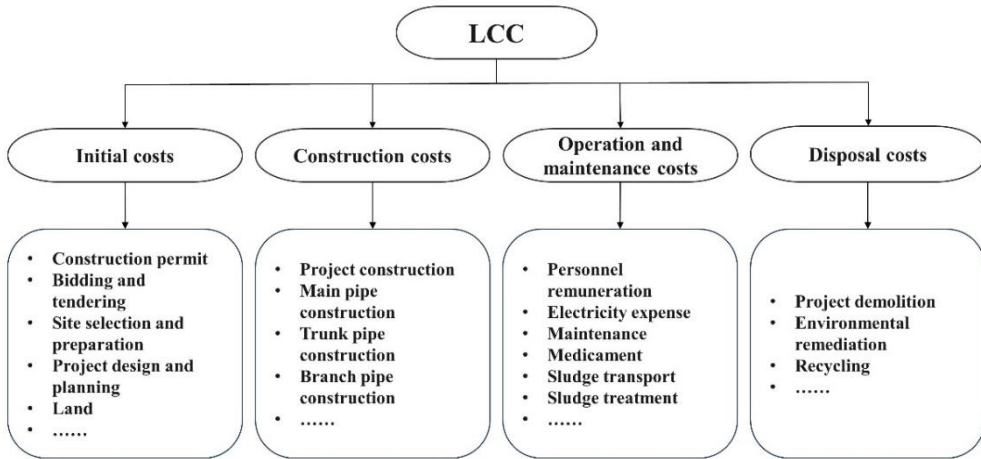 LCC
Initial costs
Construction costs
Operation and
maintenance costs
Disposal costs
• Construction permit
• Bidding and
tendering
• Site selection and
preparation
• Project design and
planning
• Land
• ……
• Project construction
• Main pipe
construction
• Trunk pipe
construction
• Branch pipe
construction
• ……
• Personnel
remuneration
• Electricity expense
• Maintenance
• Medicament
• Sludge transport
• Sludge treatment
• ……
• Project demolition
• Environmental
remediation
• Recycling
• ……